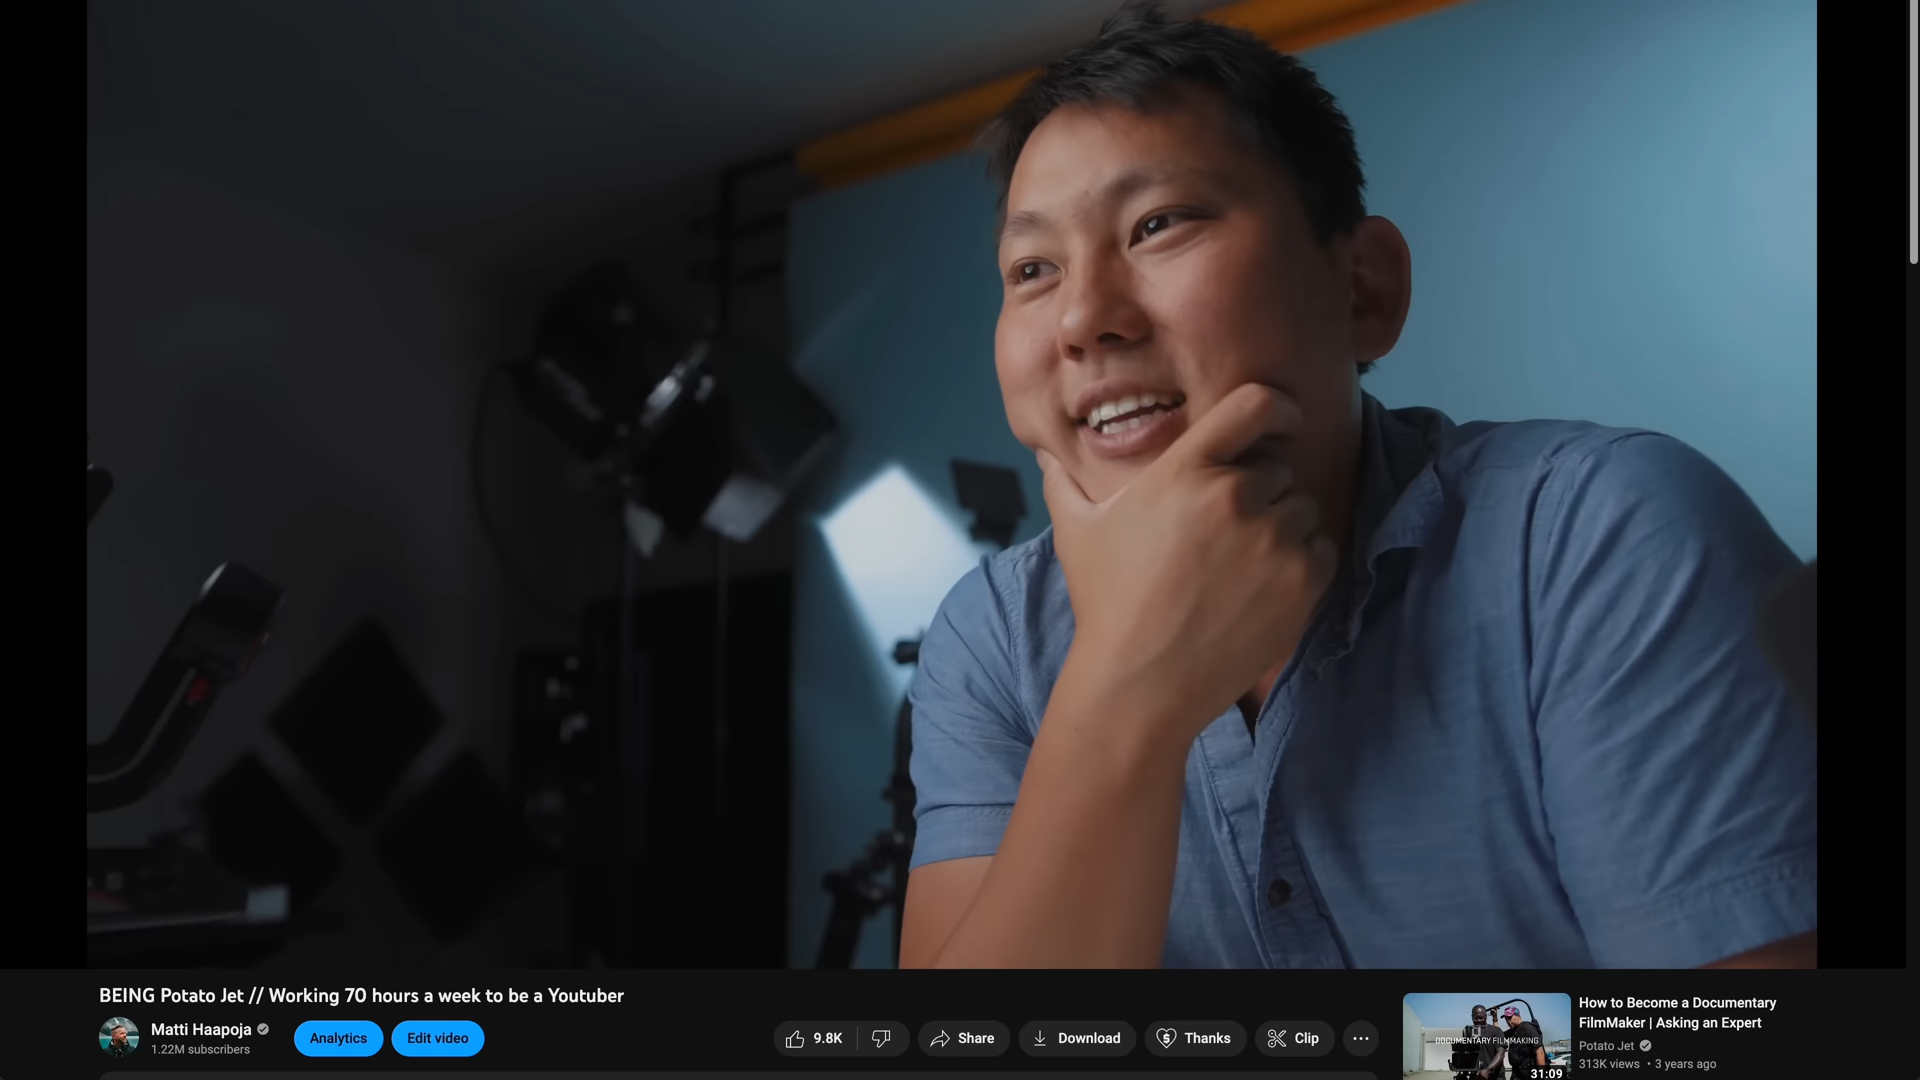 BEING Potato Jet // Working 70 hours a week to be a Youtuber
Matti Haapoja
1.22M subscribers
Analytics
Edit video
9.8K
Share
Download
Thanks
Clip
DOCUMENTARY FILMMAKING
31:09
How to Become a Documentary
FilmMaker | Asking an Expert
Potato Jet
313K views • 3 years ago